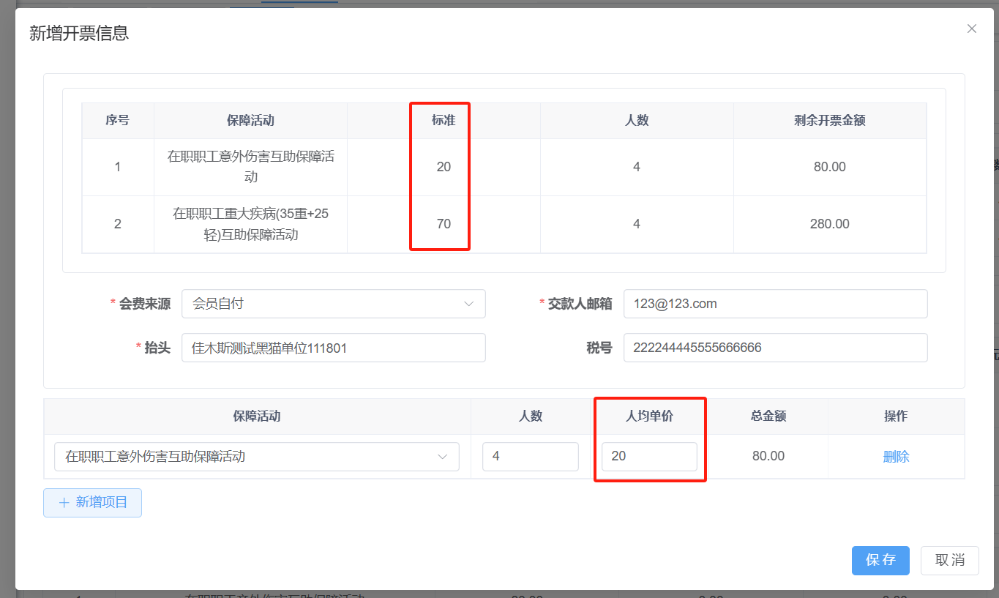 新增开票信息
序号 保障活动 标准 人数 剩余开票金额
1 在职职工意外伤害互助保障活 20 4 80.00
动
2 在职职工重大疾病(35重+25 70 4 280.00
轻)互助保障活动
* 会费来源 会员自付 * 交款人邮箱 123@123.com
* 抬头 佳木斯测试黑猫单位111801 税号 222244445555666666
保障活动 人数 人均单价 总金额 操作
在职职工意外伤害互助保障活动 4 20 80.00 删除
+ 新增项目
保存 取消